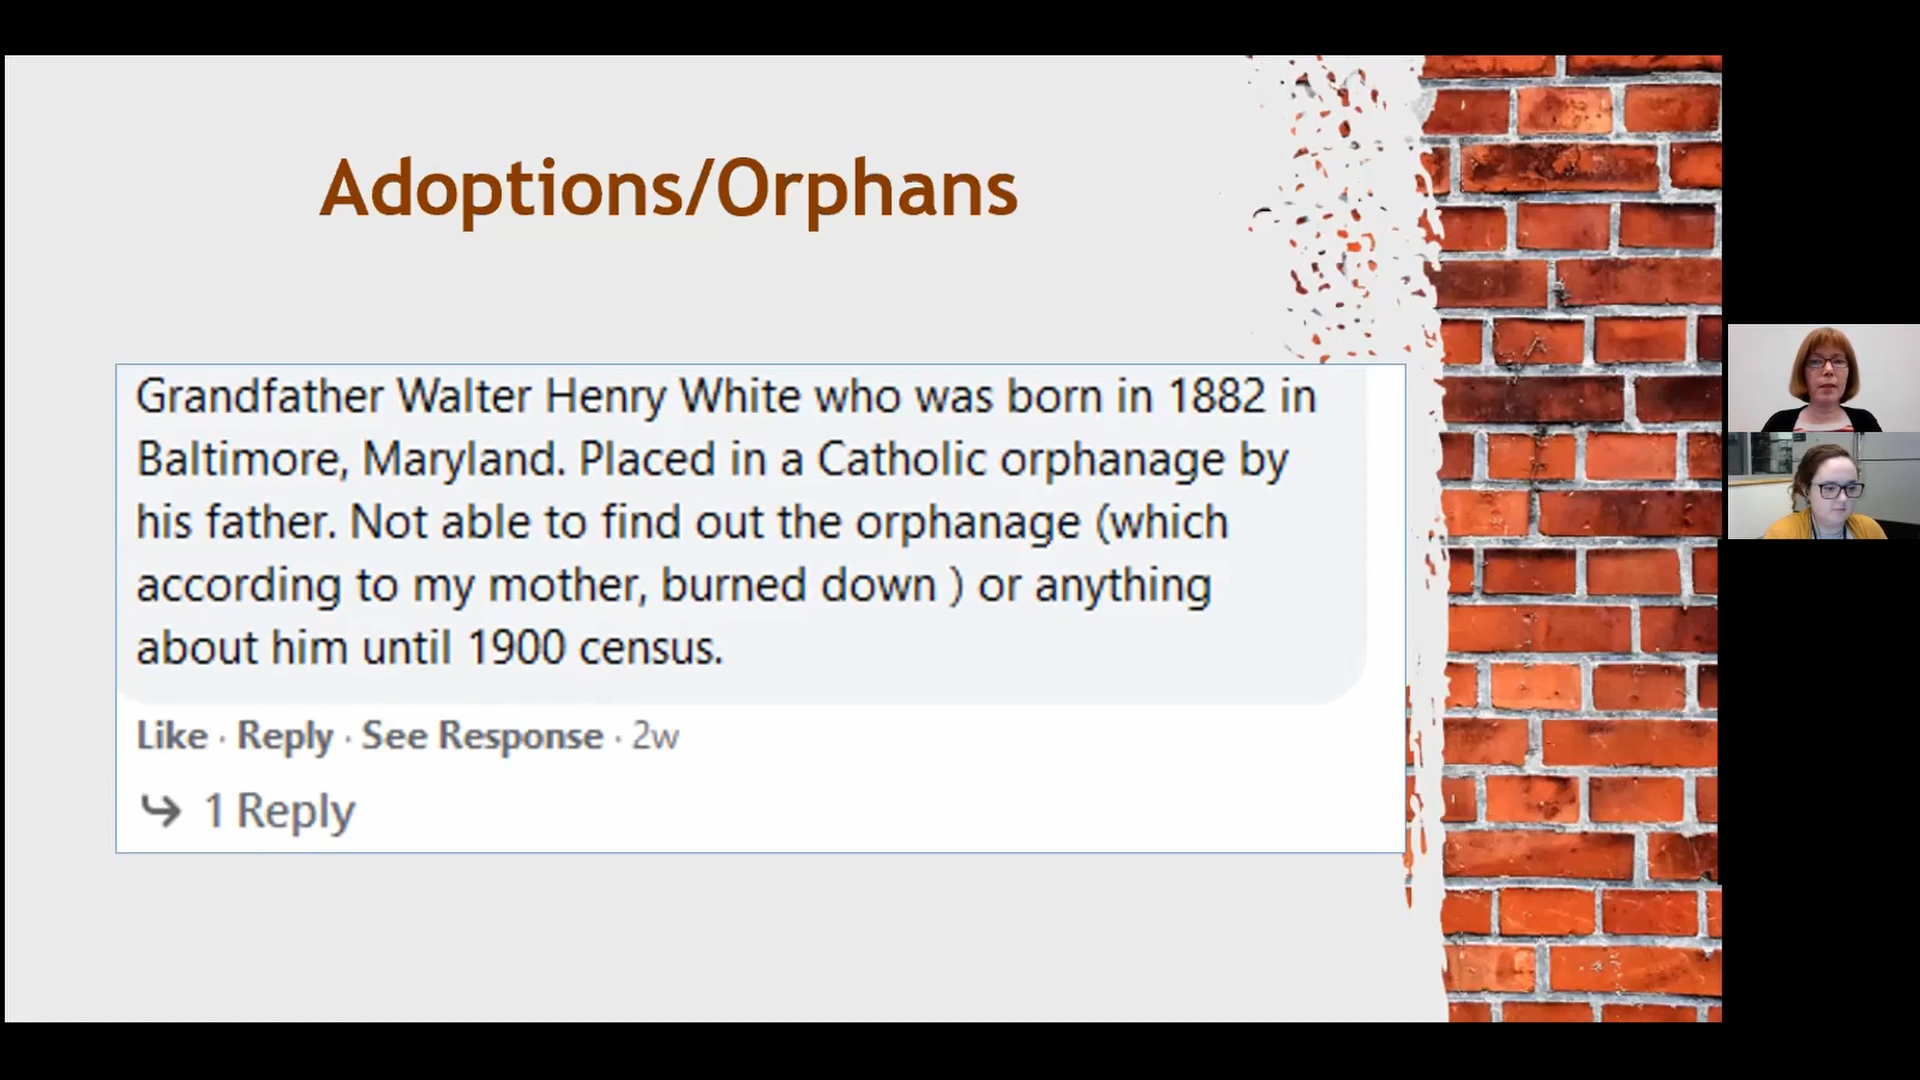 Adoptions/Orphans
Grandfather Walter Henry White who was born in 1882 in
Baltimore, Maryland. Placed in a Catholic orphanage by
his father. Not able to find out the orphanage (which
according to my mother, burned down ) or anything
about him until 1900 census.
Like · Reply · See Response · 2w
1 Reply